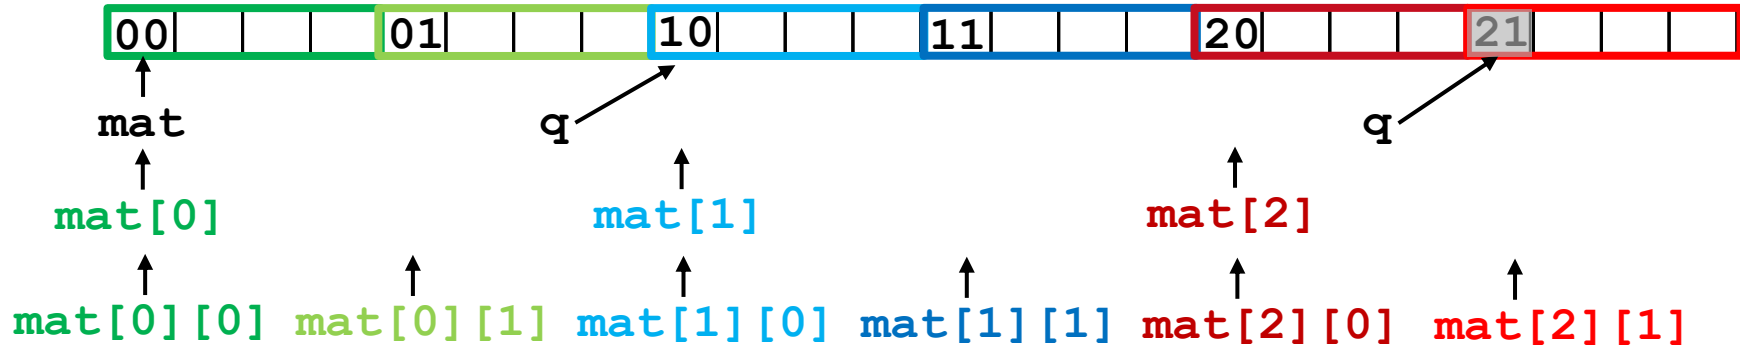 00 01 10 11 20 21
mat q q
mat[0] mat[1] mat[2]
mat[0][0] mat[0][1] mat[1][0] mat[1][1] mat[2][0] mat[2][1]